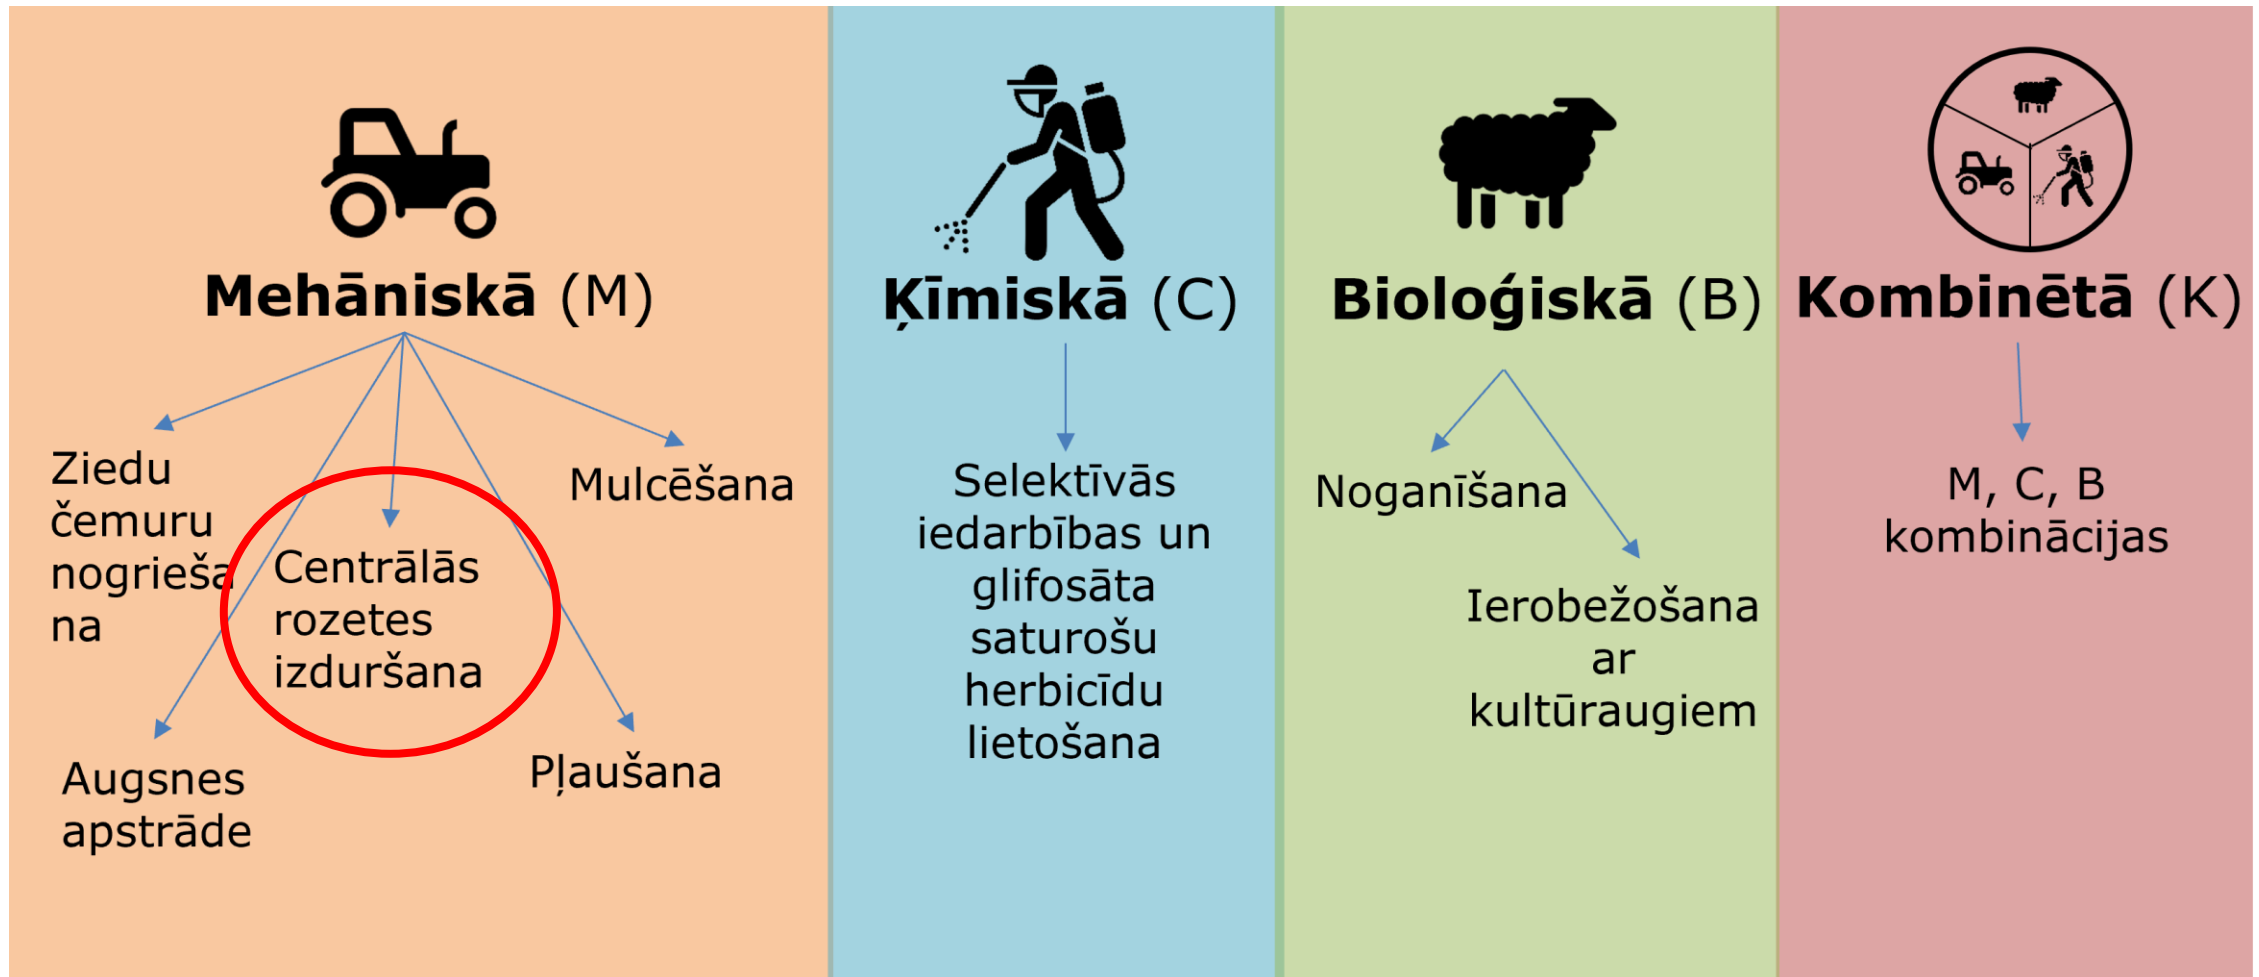 Mehāniskā (M)
Ziedu
čemuru
nogrieša
na
Centrālās
rozetes
izduršana
Mulcēšana
Augsnes
apstrāde
Pļaušana
Ķīmiskā (C)
Selektīvās
iedarbības un
glifosāta
saturošu
herbicīdu
lietošana
Bioloģiskā (B)
Noganīšana
Ierobežošana
ar
kultūraugiem
Kombinētā (K)
M, C, B
kombinācijas